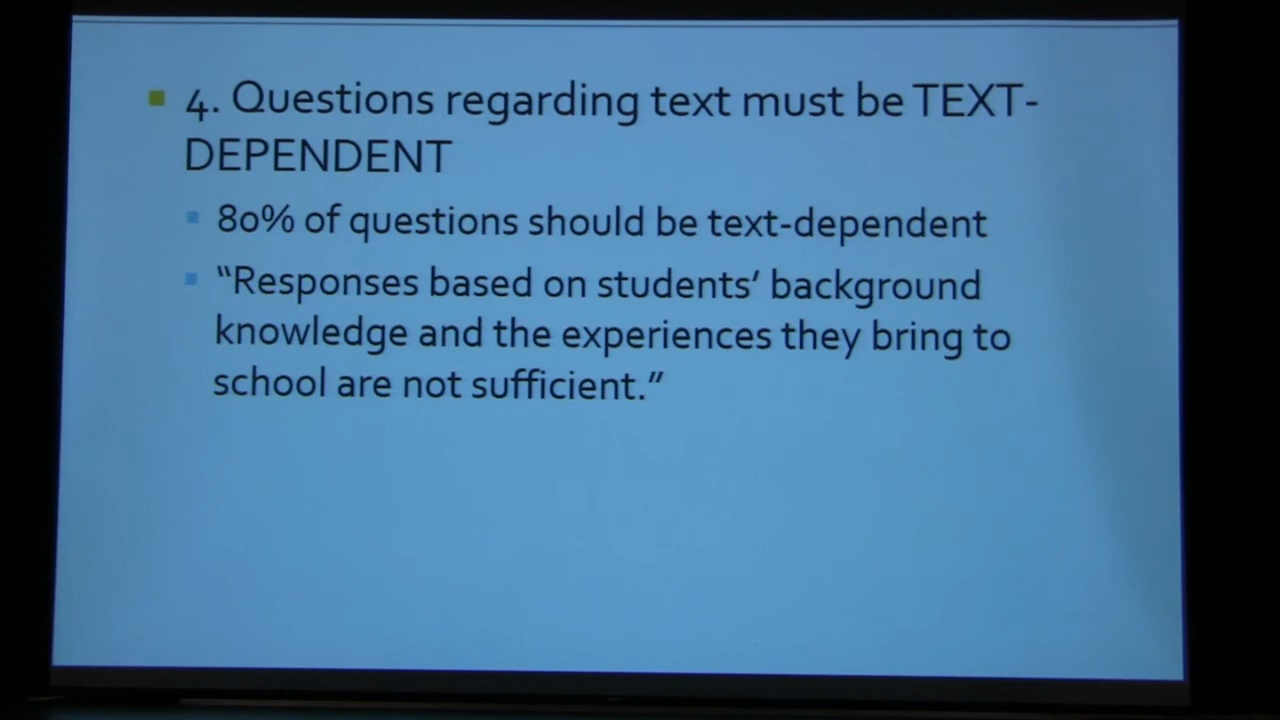 4. Questions regarding text must be TEXT-
DEPENDENT
80% of questions should be text-dependent
“Responses based on students’ background
knowledge and the experiences they bring to
school are not sufficient.”